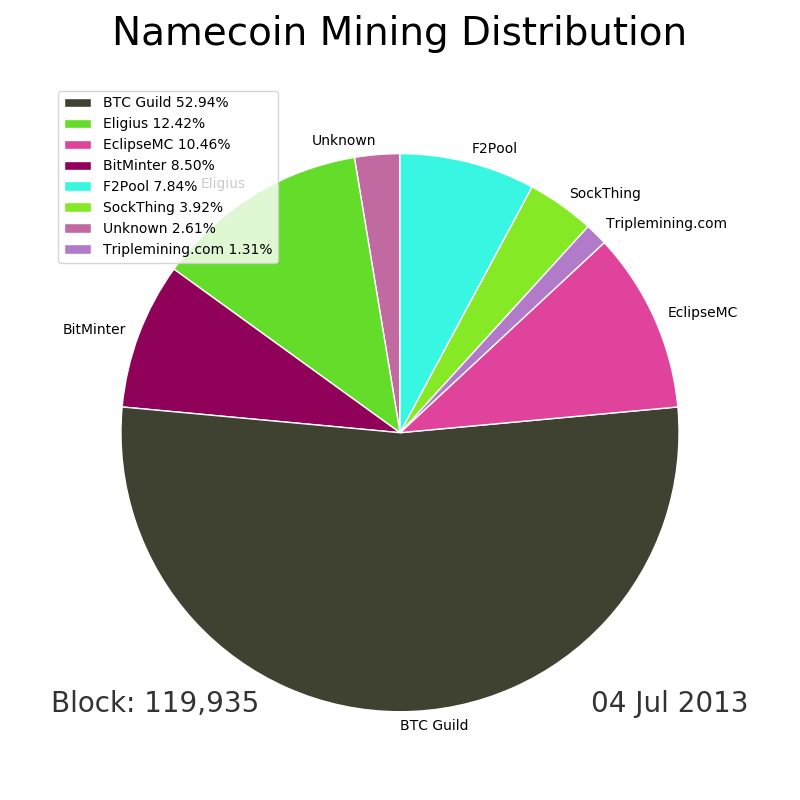 Namecoin Mining Distribution
BTC Guild 52.94%
Eligius 12.42%
EclipseMC 10.46%
BitMinter 8.50%
F2Pool 7.84%
SockThing 3.92%
Unknown 2.61%
Triplemining.com 1.31%
Unknown
F2Pool
Eligius
SockThing
Triplemining.com
EclipseMC
BitMinter
BTC Guild
Block: 119,935
04 Jul 2013